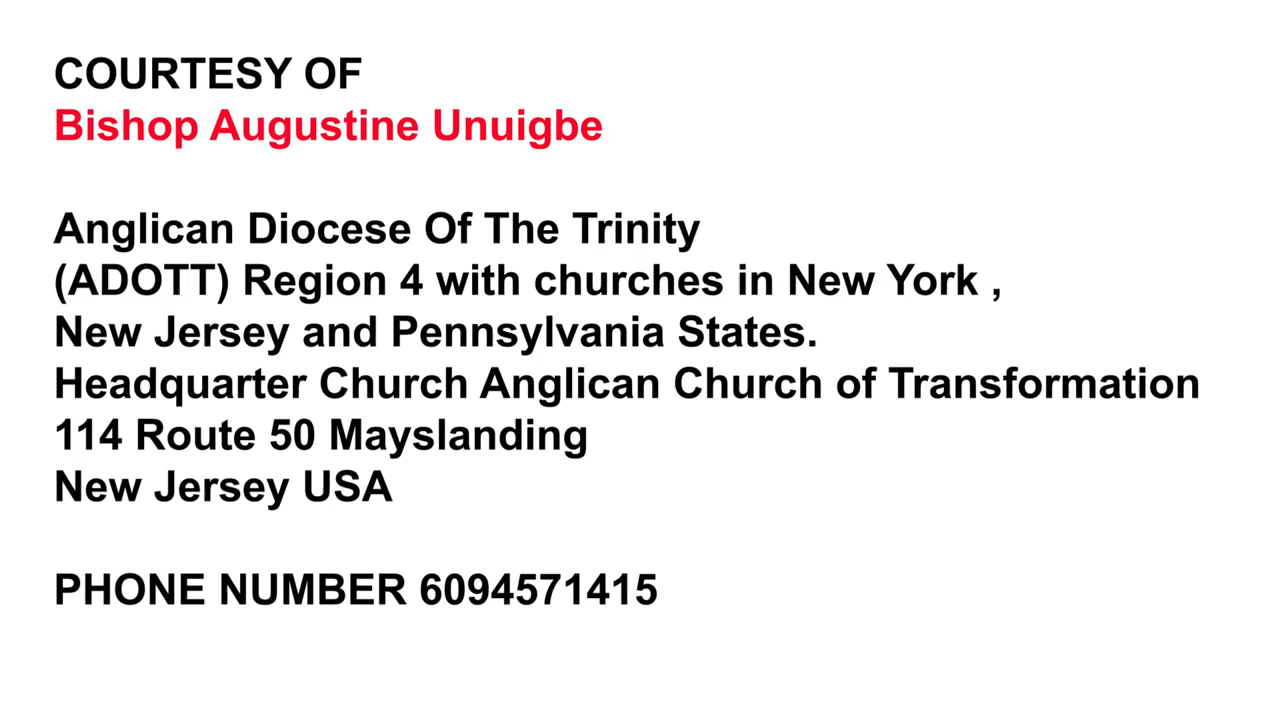 COURTESY OF
Bishop Augustine Unuigbe
Anglican Diocese Of The Trinity
(ADOTT) Region 4 with churches in New York ,
New Jersey and Pennsylvania States.
Headquarter Church Anglican Church of Transformation
114 Route 50 Mayslanding
New Jersey USA
PHONE NUMBER 6094571415